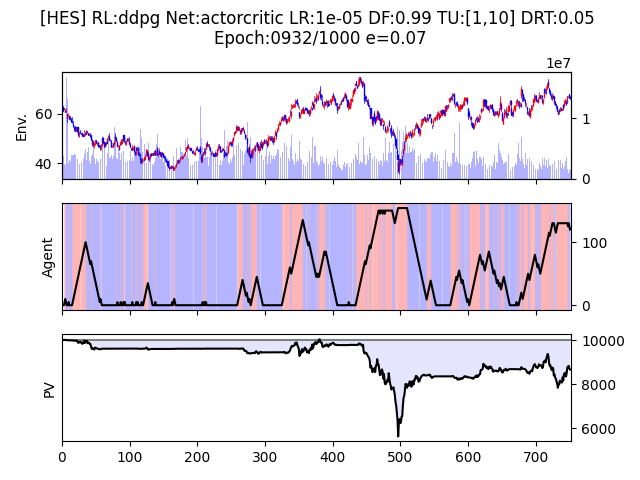 [HES] RL:ddpg Net:actorcritic LR:1e-05 DF:0.99 TU:[1,10] DRT:0.05
Epoch:0932/1000 e=0.07
1e7
Env.
60
40
1
0
Agent
100
0
PV
10000
8000
6000
0 100 200 300 400 500 600 700